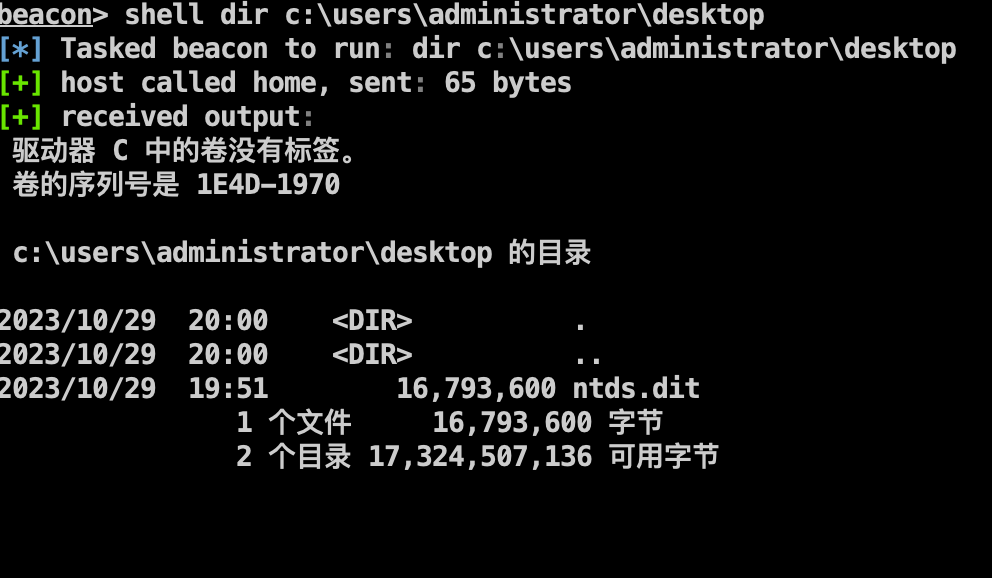 beacon> shell dir c:\users\administrator\desktop
[*] Tasked beacon to run: dir c:\users\administrator\desktop
[+] host called home, sent: 65 bytes
[+] received output:
驱动器 C 中的卷没有标签。
卷的序列号是 1E4D-1970
c:\users\administrator\desktop 的目录
2023/10/29  20:00    <DIR>          .
2023/10/29  20:00    <DIR>          ..
2023/10/29  19:51        16,793,600 ntds.dit
1 个文件     16,793,600 字节
2 个目录 17,324,507,136 可用字节